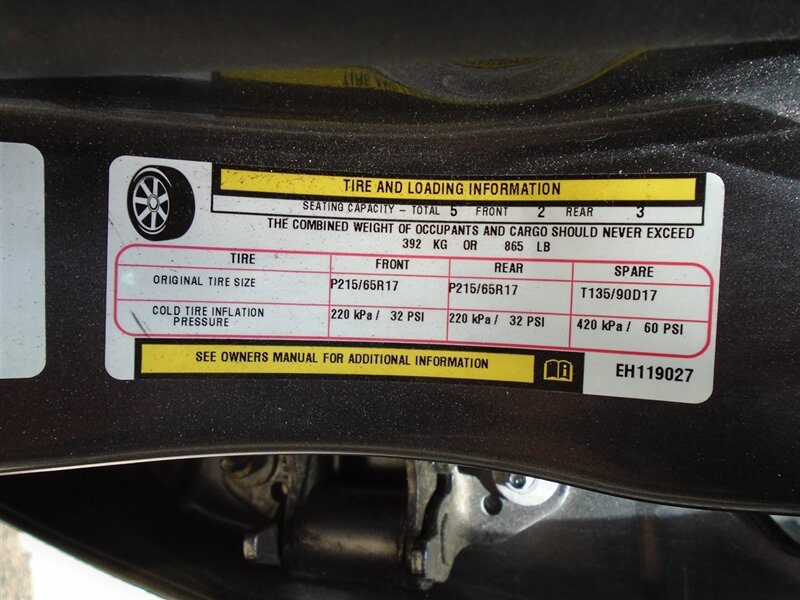 TIRE AND LOADING INFORMATION
SEATING CAPACITY - TOTAL 5 FRONT 2 REAR 3
THE COMBINED WEIGHT OF OCCUPANTS AND CARGO SHOULD NEVER EXCEED
392 KG OR 865 LB
TIRE FRONT REAR SPARE
ORIGINAL TIRE SIZE P215/65R17 P215/65R17 T135/90D17
COLD TIRE INFLATION PRESSURE 220 kPa / 32 PSI 220 kPa / 32 PSI 420 kPa / 60 PSI
SEE OWNERS MANUAL FOR ADDITIONAL INFORMATION
EH119027